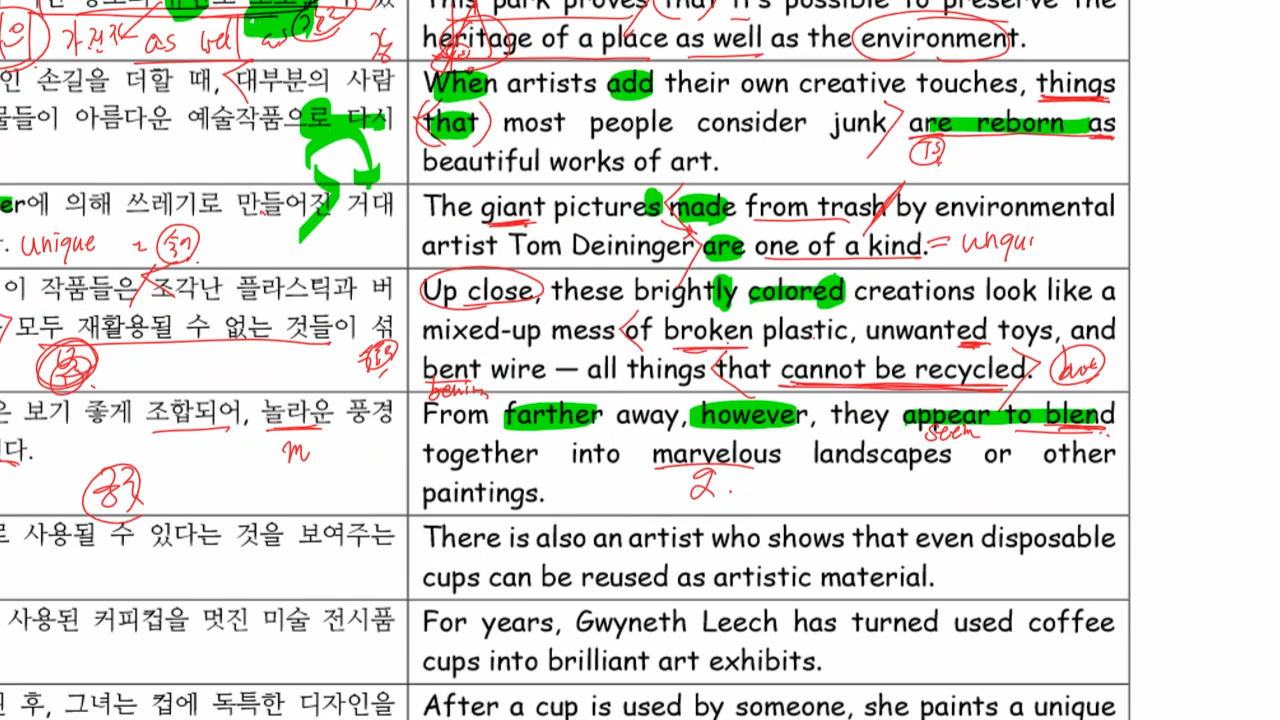 This park proves that it's possible to preserve the
가전자 as well as
heritage of a place as well as the environment.
인 손길을 더할 때, 대부분의 사람
물들이 아름다운 예술작품으로 다시
When artists add their own creative touches, things
that most people consider junk are reborn as
is
beautiful works of art.
er에 의해 쓰레기로 만들어진 거대
. unique =
The giant pictures made from trash by environmental
artist Tom Deininger are one of a kind. =
이 작품들은 조각난 플라스틱과 버
모두 재활용될 수 없는 것들이 섞
Up close, these brightly colored creations look like a
mixed-up mess of broken plastic, unwanted toys, and
bent wire – all things that cannot be recycled.
은 보기 좋게 조합되어, 놀라운 풍경
다.
m
From farther away, however, they appear to blend
seem
together into marvelous landscapes or other
paintings.
로 사용될 수 있다는 것을 보여주는
There is also an artist who shows that even disposable
cups can be reused as artistic material.
사용된 커피컵을 멋진 미술 전시품
For years, Gwyneth Leech has turned used coffee
cups into brilliant art exhibits.
후, 그녀는 컵에 독특한 디자인을
After a cup is used by someone, she paints a unique